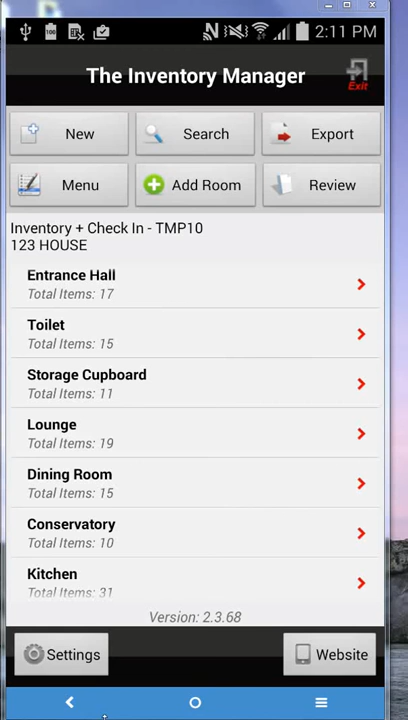 100
2:11 PM
The Inventory Manager
Exit
New
Search
Export
Menu
Add Room
Review
Inventory + Check In - TMP10
123 HOUSE
Entrance Hall
Total Items: 17
Toilet
Total Items: 15
Storage Cupboard
Total Items: 11
Lounge
Total Items: 19
Dining Room
Total Items: 15
Conservatory
Total Items: 10
Kitchen
Total Items: 31
Version: 2.3.68
Settings
Website